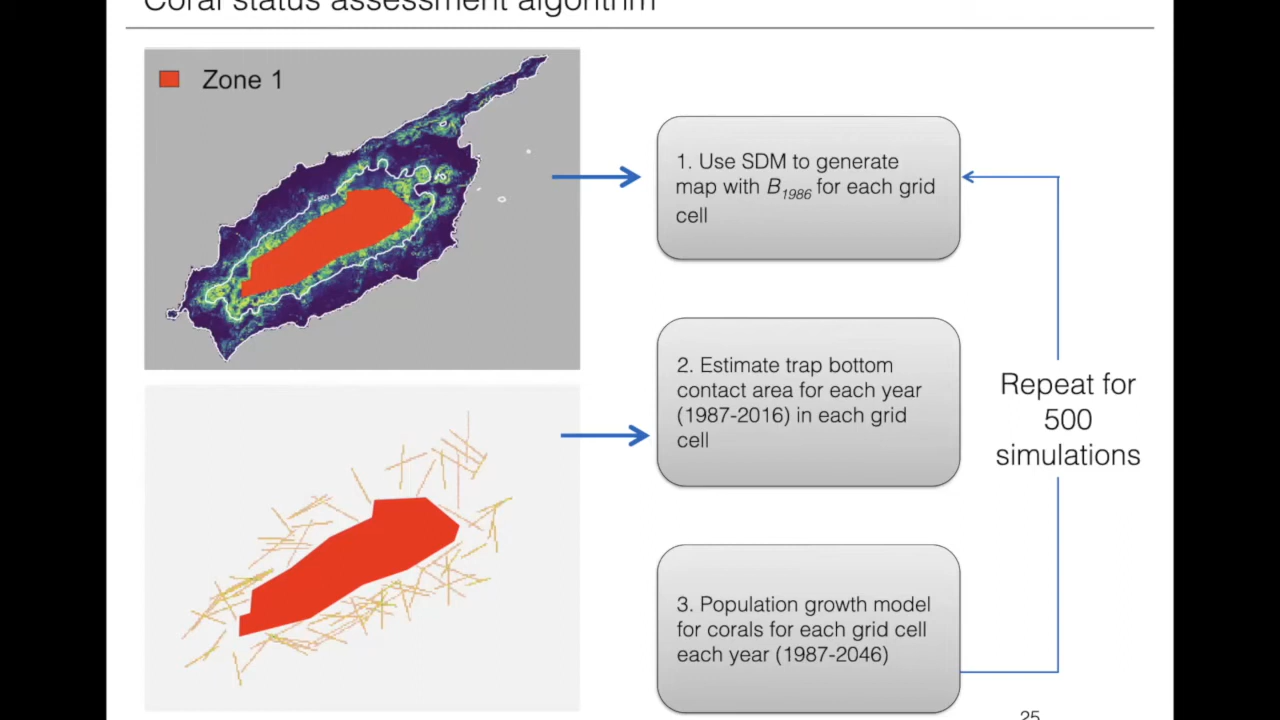 Coral status assessment algorithm
Zone 1
1. Use SDM to generate
map with B1986 for each grid
cell
2. Estimate trap bottom
contact area for each year
(1987-2016) in each grid
cell
3. Population growth model
for corals for each grid cell
each year (1987-2046)
Repeat for
500
simulations
25